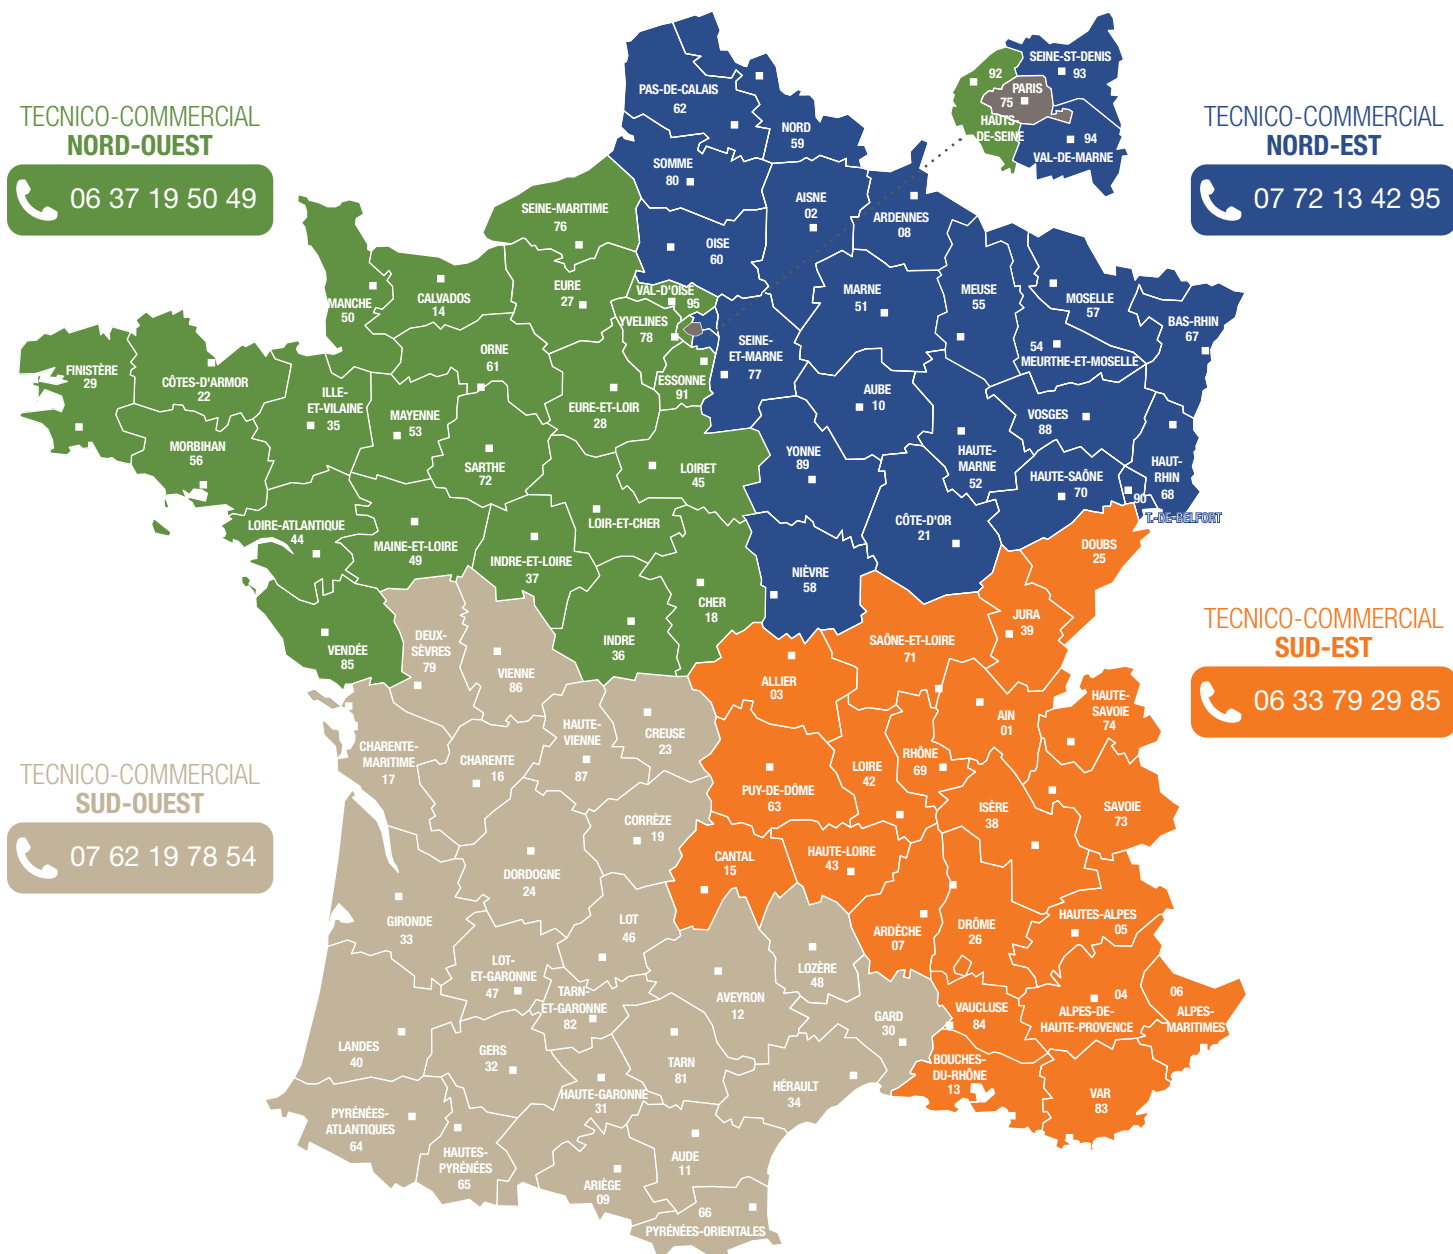 TECNICO-COMMERCIAL
NORD-OUEST
06 37 19 50 49
TECNICO-COMMERCIAL
NORD-EST
07 72 13 42 95
TECNICO-COMMERCIAL
SUD-EST
06 33 79 29 85
TECNICO-COMMERCIAL
SUD-OUEST
07 62 19 78 54
92
SEINE-ST-DENIS
93
PARIS
75
HAUTS-
DE-SEINE
94
VAL-DE-MARNE
PAS-DE-CALAIS
62
NORD
59
SOMME
80
AISNE
02
ARDENNES
08
OISE
60
SEINE-MARITIME
76
EURE
27
VAL-D'OISE
95
YVELINES
78
ESSONNE
91
SEINE-
ET-MARNE
77
MARNE
51
MEUSE
55
MOSELLE
57
54
MEURTHE-ET-MOSELLE
BAS-RHIN
67
MANCHE
50
CALVADOS
14
ORNE
61
FINISTÈRE
29
CÔTES-D'ARMOR
22
ILLE-
ET-VILAINE
35
MAYENNE
53
MORBIHAN
56
SARTHE
72
EURE-ET-LOIR
28
LOIRET
45
AUBE
10
YONNE
89
HAUTE-
MARNE
52
VOSGES
88
HAUTE-SAÔNE
70
HAUT-
RHIN
68
90
T.-DE-BELFORT
LOIRE-ATLANTIQUE
44
MAINE-ET-LOIRE
49
INDRE-ET-LOIRE
37
LOIR-ET-CHER
CHER
18
INDRE
36
NIÈVRE
58
CÔTE-D'OR
21
DOUBS
25
JURA
39
VENDÉE
85
DEUX-
SÈVRES
79
VIENNE
86
HAUTE-
VIENNE
87
CREUSE
23
ALLIER
03
SAÔNE-ET-LOIRE
71
AIN
01
HAUTE-
SAVOIE
74
CHARENTE-
MARITIME
17
CHARENTE
16
PUY-DE-DÔME
63
LOIRE
42
RHÔNE
69
ISÈRE
38
SAVOIE
73
CORRÈZE
19
DORDOGNE
24
CANTAL
15
HAUTE-LOIRE
43
GIRONDE
33
LOT
46
LOT-
ET-GARONNE
47
TARN-
ET-GARONNE
82
AVEYRON
12
LOZÈRE
48
ARDÈCHE
07
DRÔME
26
HAUTES-ALPES
05
GARD
30
VAUCLUSE
84
04
ALPES-DE-
HAUTE-PROVENCE
06
ALPES-
MARITIMES
LANDES
40
GERS
32
TARN
81
HÉRAULT
34
BOUCHES-
DU-RHÔNE
13
VAR
83
HAUTE-GARONNE
31
PYRÉNÉES-
ATLANTIQUES
64
HAUTES-
PYRÉNÉES
65
ARIÈGE
09
AUDE
11
66
PYRÉNÉES-ORIENTALES